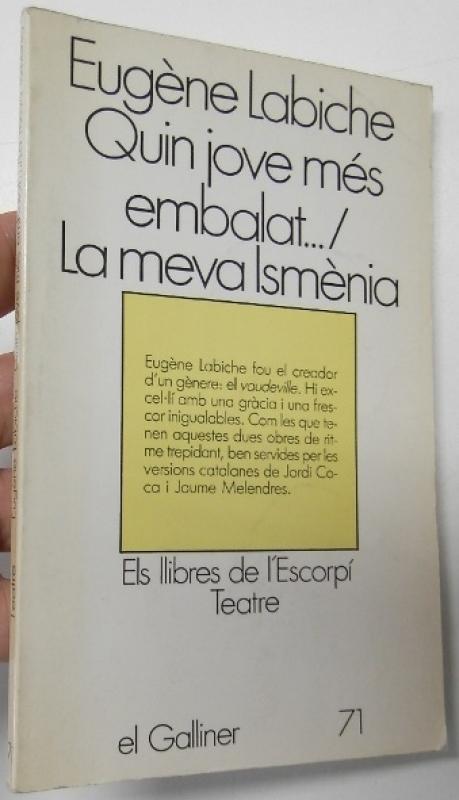 Eugène Labiche
Quin jove més
embalat.../
La meva Ismènia
Eugène Labiche fou el creador
d'un gènere: el vaudeville. Hi ex-
cel·lí amb una gràcia i una fres-
cor inigualables. Com les que te-
nen aquestes dues obres de rit-
me trepidant, ben servides per les
versions catalanes de Jordi Co-
ca i Jaume Melendres.
Els llibres de l'Escorpí
Teatre
el Galliner
71